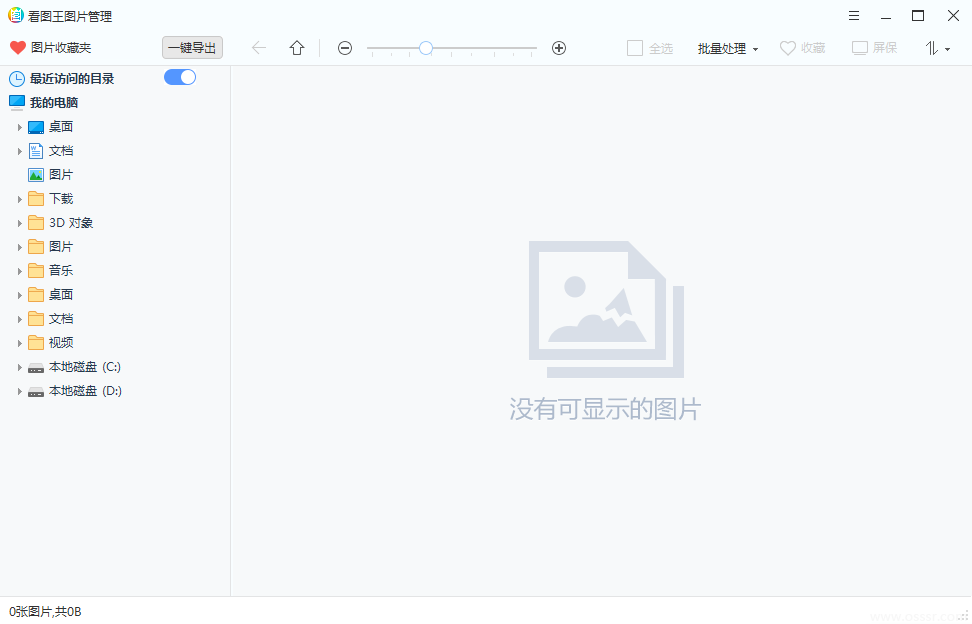 看图王图片管理
图片收藏夹
一键导出
全选
批量处理
收藏
屏保
最近访问的目录
我的电脑
桌面
文档
图片
下载
3D 对象
图片
音乐
桌面
文档
视频
本地磁盘 (C:)
本地磁盘 (D:)
没有可显示的图片
0张图片,共0B